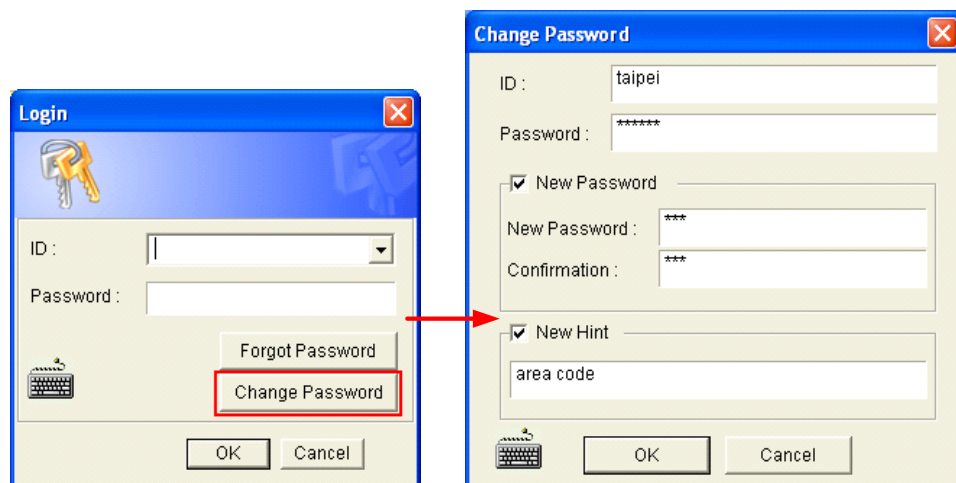 Login
ID :
Password :
Forgot Password
Change Password
OK Cancel
Change Password
ID : taipei
Password : ******
New Password
New Password : ***
Confirmation : ***
New Hint
area code
OK Cancel